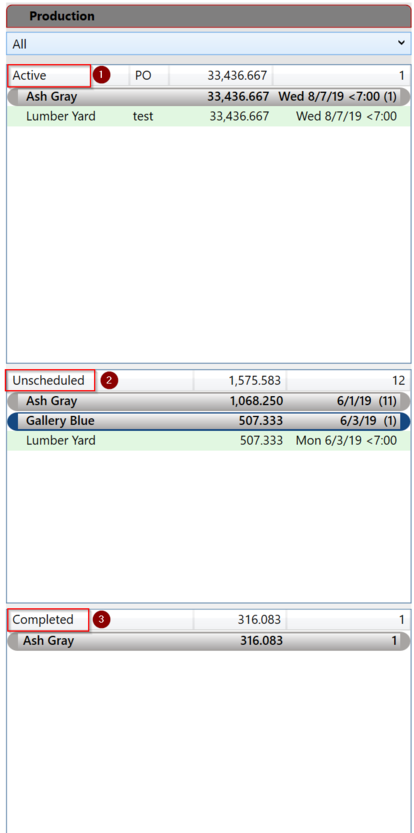 Production
All
Active 1 PO 33,436.667 1
Ash Gray 33,436.667 Wed 8/7/19 <7:00 (1)
Lumber Yard test 33,436.667 Wed 8/7/19 <7:00
Unscheduled 2 1,575.583 12
Ash Gray 1,068.250 6/1/19 (11)
Gallery Blue 507.333 6/3/19 (1)
Lumber Yard 507.333 Mon 6/3/19 <7:00
Completed 3 316.083 1
Ash Gray 316.083 1